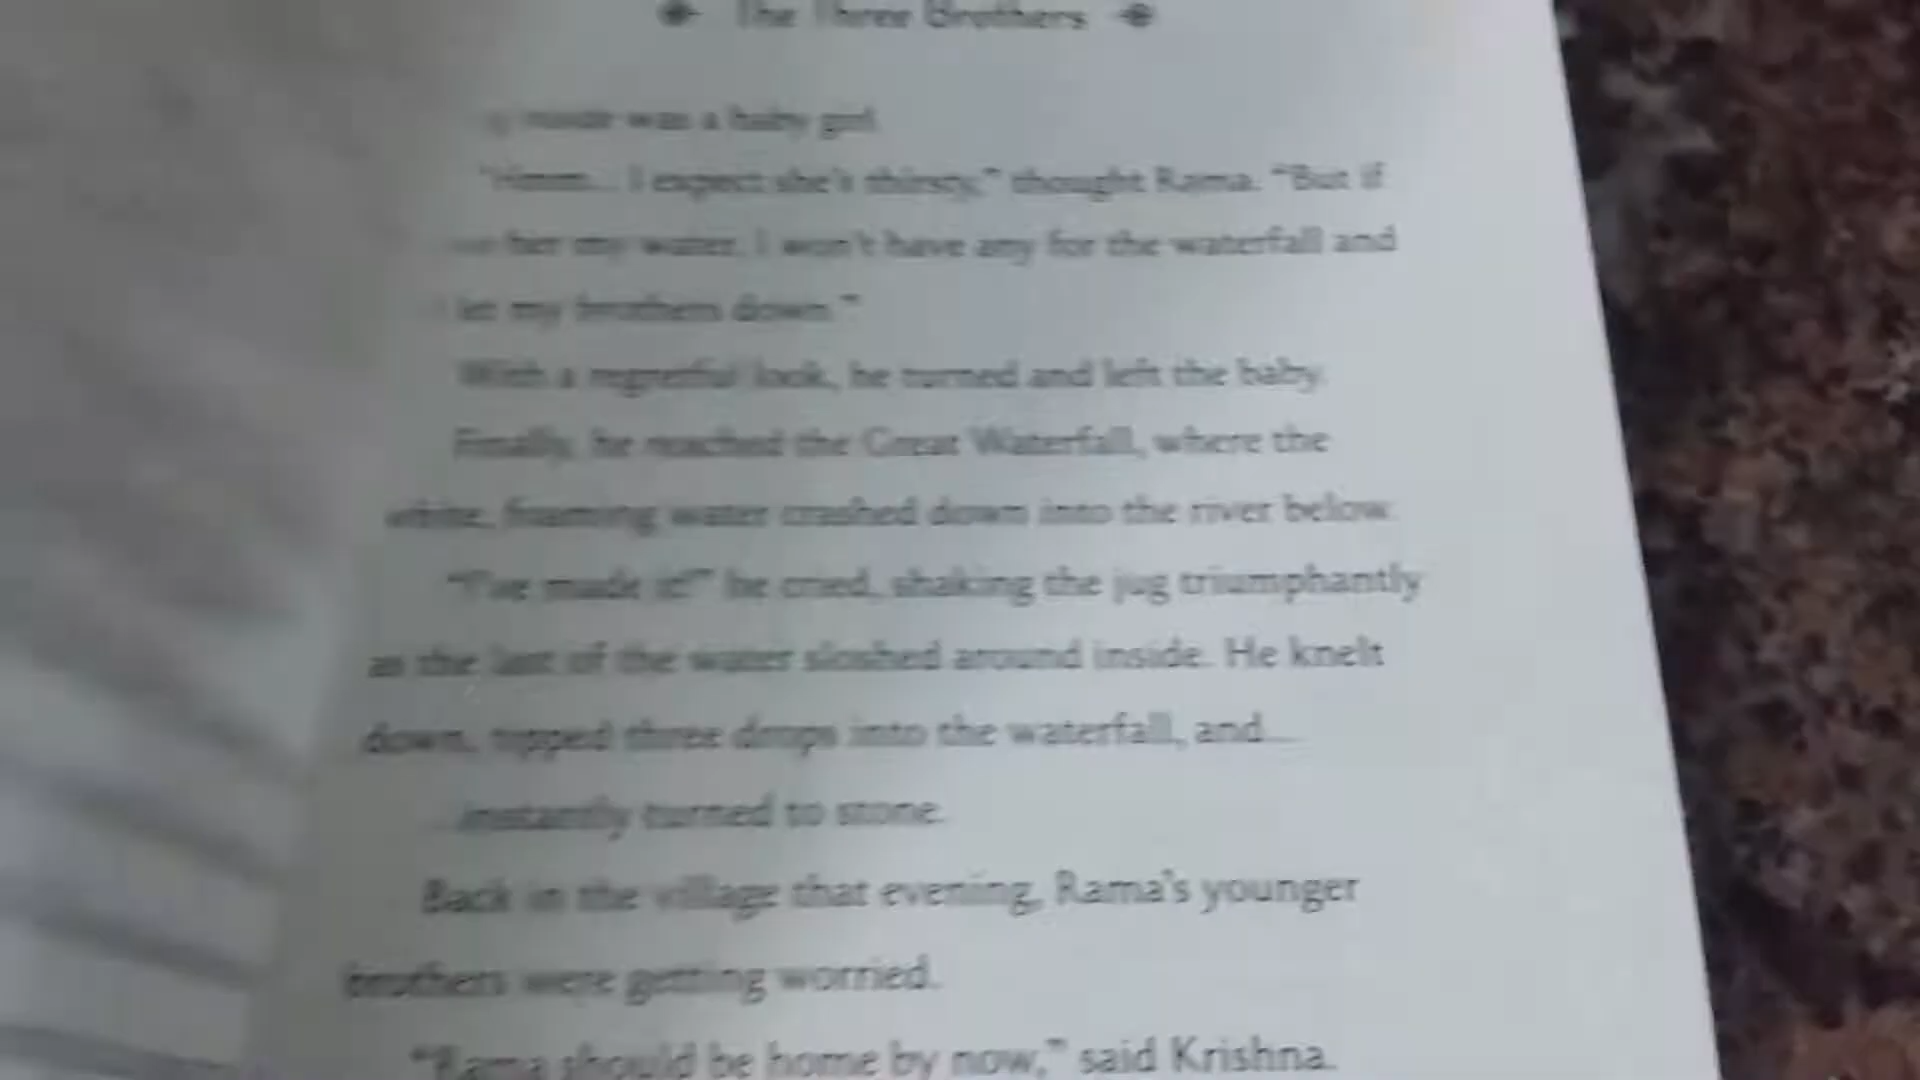 The Three Brothers
inside was a baby girl.
"Hmm... I expect she's thirsty," thought Rama. "But if
her my water, I won't have any for the waterfall and
let my brothers down."
With a regretful look, he turned and left the baby.
Finally, he reached the Great Waterfall, where the
white, foaming water crashed down into the river below.
"I've made it!" he cried, shaking the jug triumphantly
as the last of the water sloshed around inside. He knelt
down, tipped three drops into the waterfall, and...
...instantly turned to stone.
Back in the village that evening, Rama's younger
brothers were getting worried.
"Rama should be home by now," said Krishna.